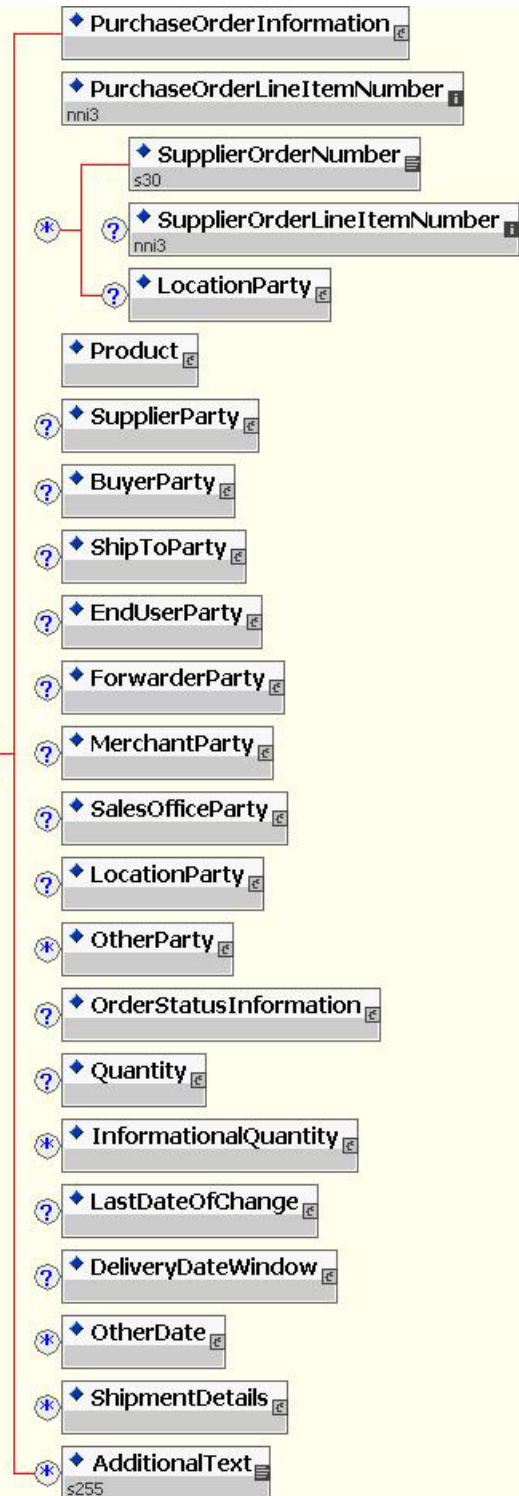 PurchaseOrderInformation
PurchaseOrderLineItemNumber
nni3
SupplierOrderNumber
s30
* ? SupplierOrderLineItemNumber
nni3
? LocationParty
Product
? SupplierParty
? BuyerParty
? ShipToParty
? EndUserParty
? ForwarderParty
? MerchantParty
? SalesOfficeParty
? LocationParty
* OtherParty
? OrderStatusInformation
? Quantity
* InformationalQuantity
? LastDateOfChange
? DeliveryDateWindow
* OtherDate
* ShipmentDetails
* AdditionalText
s255